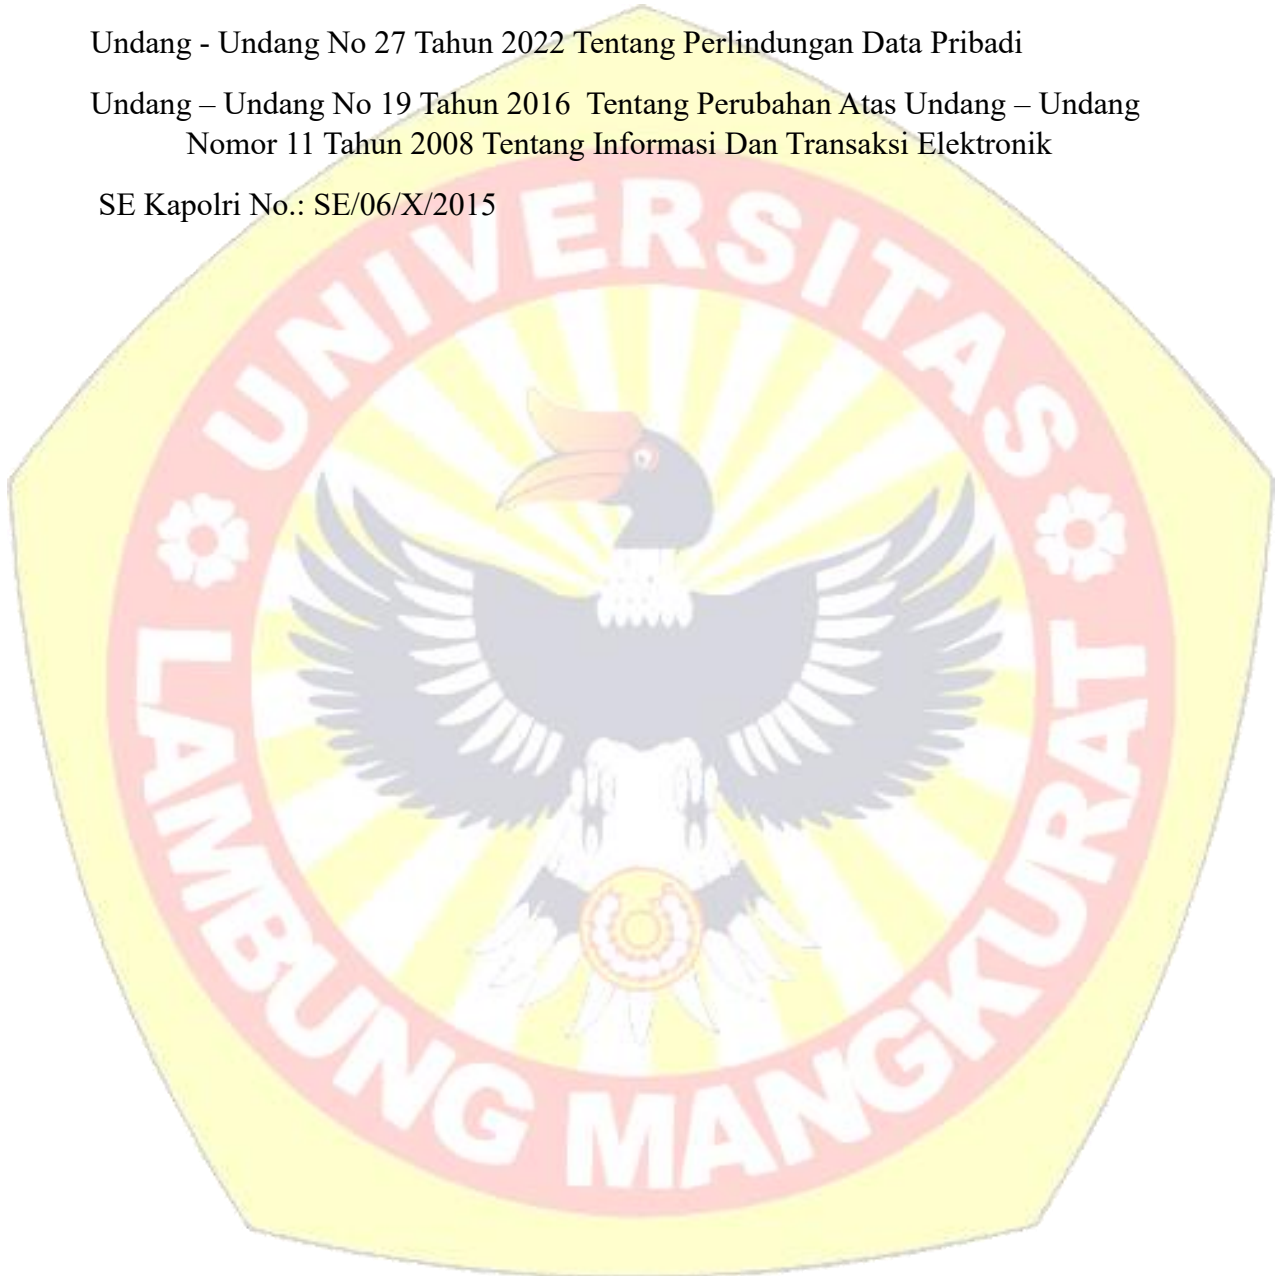 Undang - Undang No 27 Tahun 2022 Tentang Perlindungan Data Pribadi
Undang – Undang No 19 Tahun 2016  Tentang Perubahan Atas Undang – Undang
Nomor 11 Tahun 2008 Tentang Informasi Dan Transaksi Elektronik
SE Kapolri No.: SE/06/X/2015
UNIVERSITAS
LAMBUNG MANGKURAT